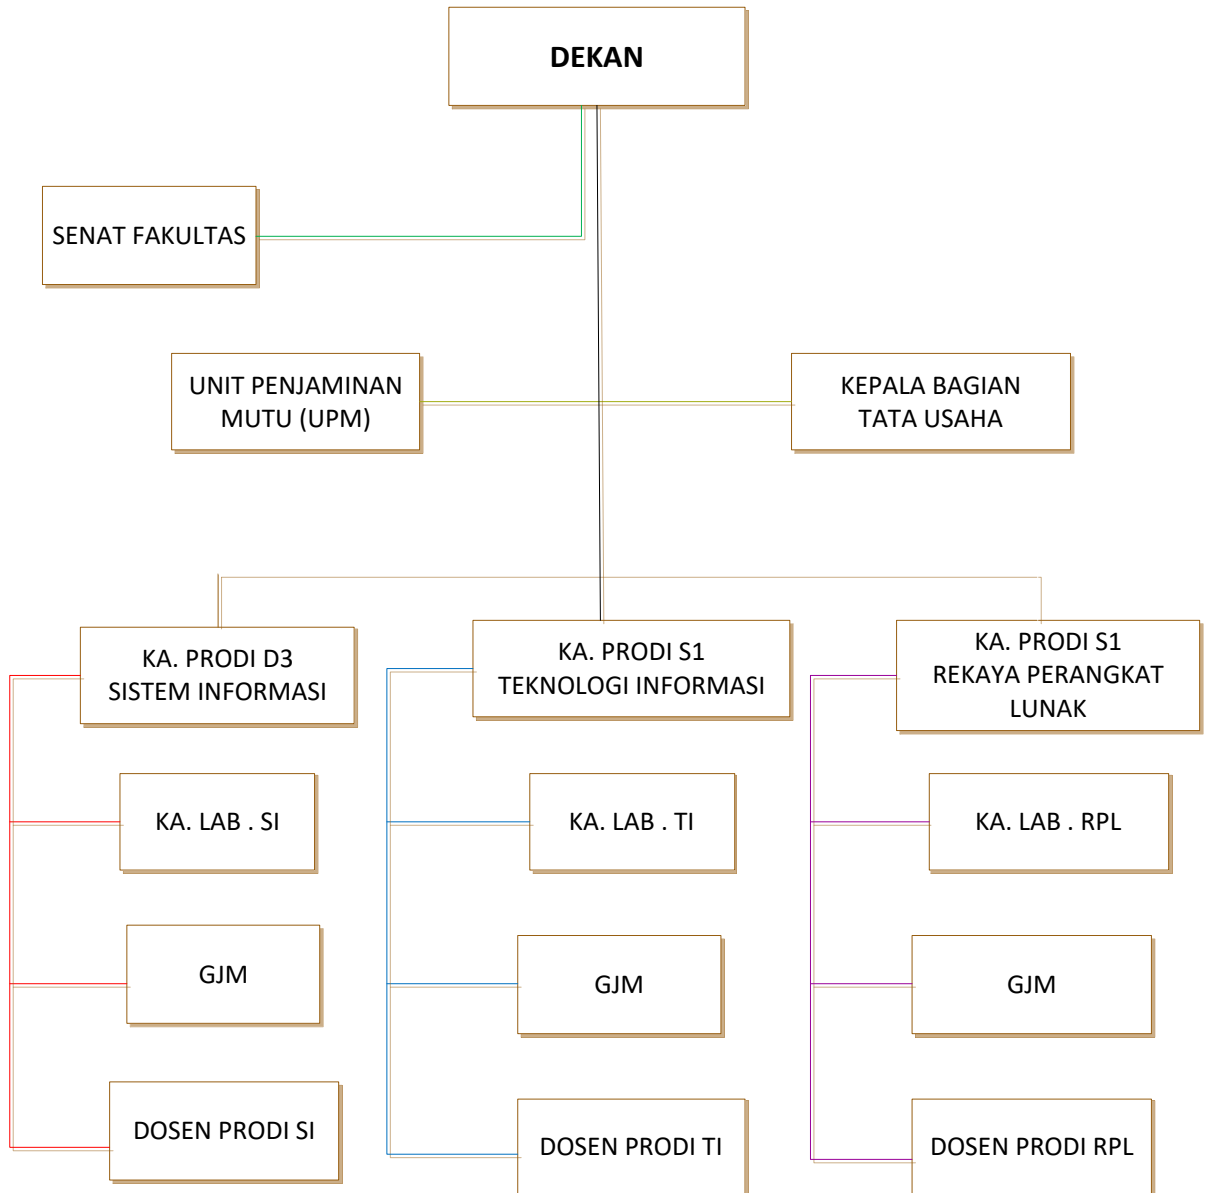 DEKAN
SENAT FAKULTAS
UNIT PENJAMINAN
MUTU (UPM)
KEPALA BAGIAN
TATA USAHA
KA. PRODI D3
SISTEM INFORMASI
KA. PRODI S1
TEKNOLOGI INFORMASI
KA. PRODI S1
REKAYA PERANGKAT
LUNAK
KA. LAB . SI
KA. LAB . TI
KA. LAB . RPL
GJM
GJM
GJM
DOSEN PRODI SI
DOSEN PRODI TI
DOSEN PRODI RPL